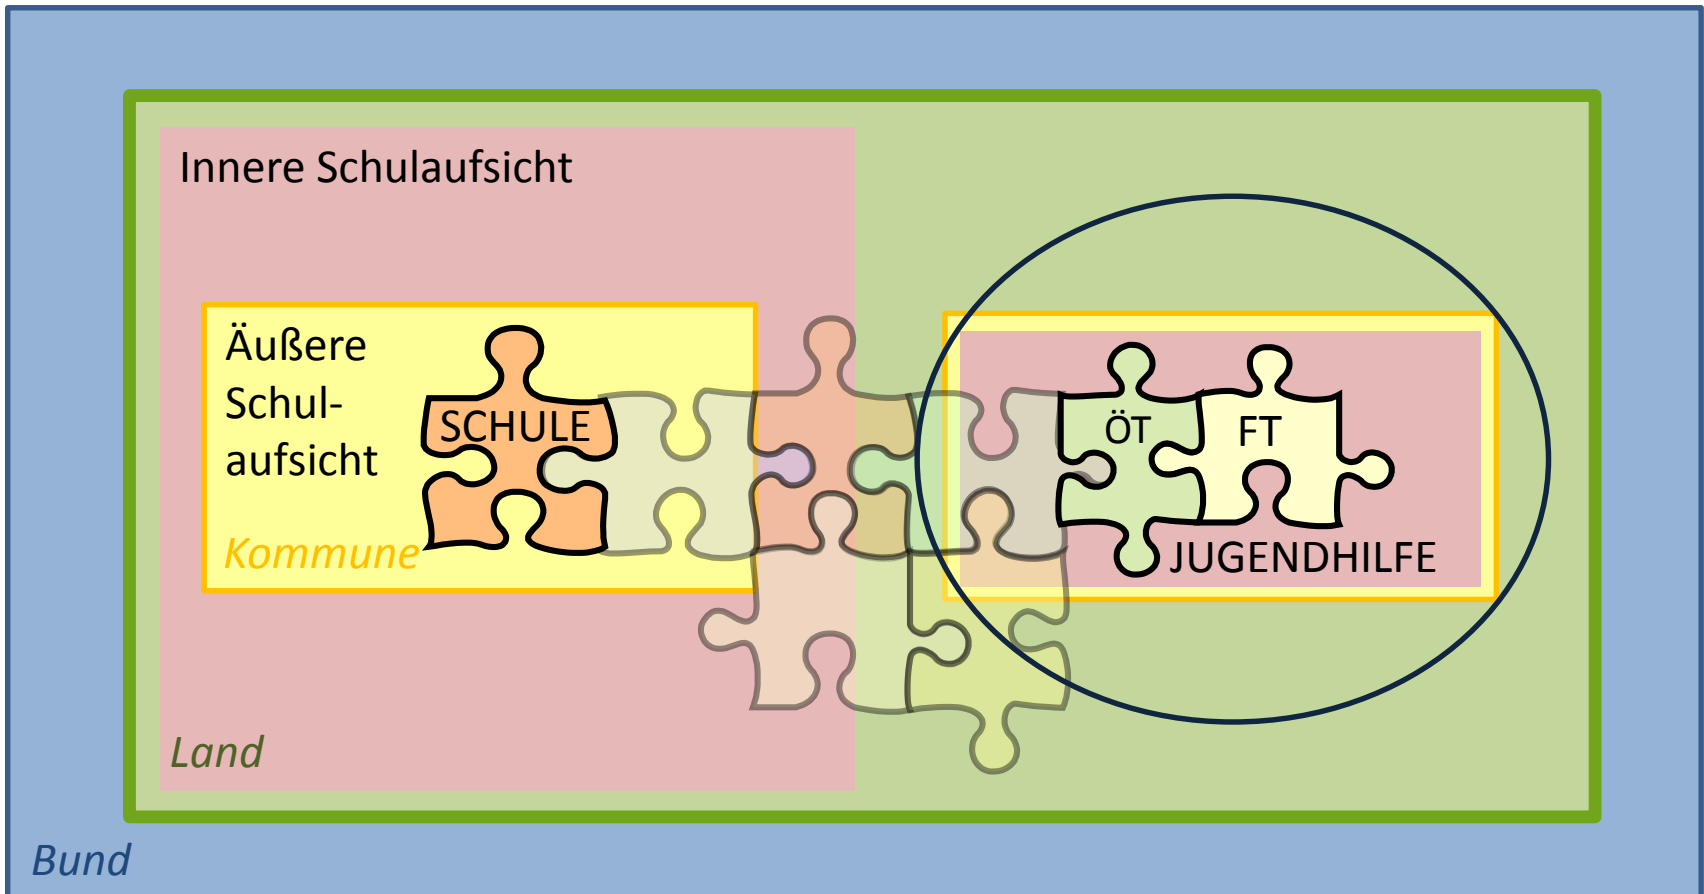 Innere Schulaufsicht
Äußere
Schul-
aufsicht
Kommune
SCHULE
ÖT
FT
JUGENDHILFE
Land
Bund